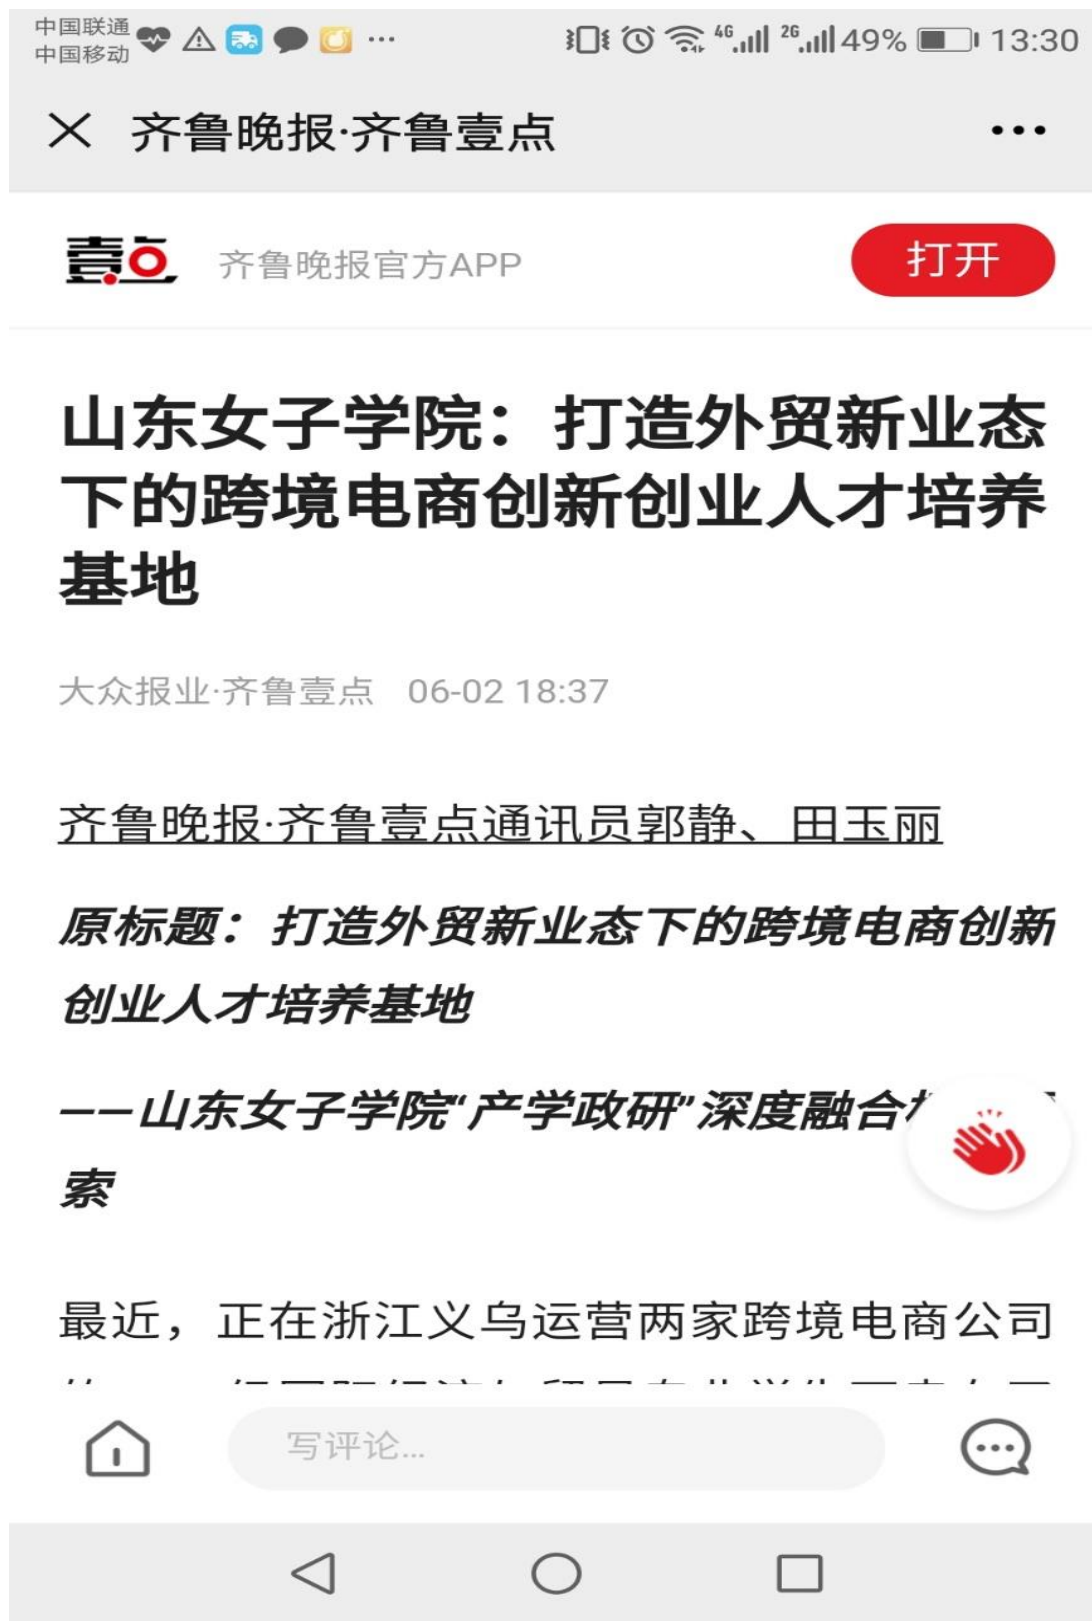 中国联通
中国移动
4G 2G 49% 13:30
齐鲁晚报·齐鲁壹点
壹点 齐鲁晚报官方APP 打开
山东女子学院：打造外贸新业态
下的跨境电商创新创业人才培养
基地
大众报业·齐鲁壹点 06-02 18:37
齐鲁晚报·齐鲁壹点通讯员郭静、田玉丽
原标题：打造外贸新业态下的跨境电商创新
创业人才培养基地
——山东女子学院“产学政研”深度融合
索
最近，正在浙江义乌运营两家跨境电商公司
写评论...